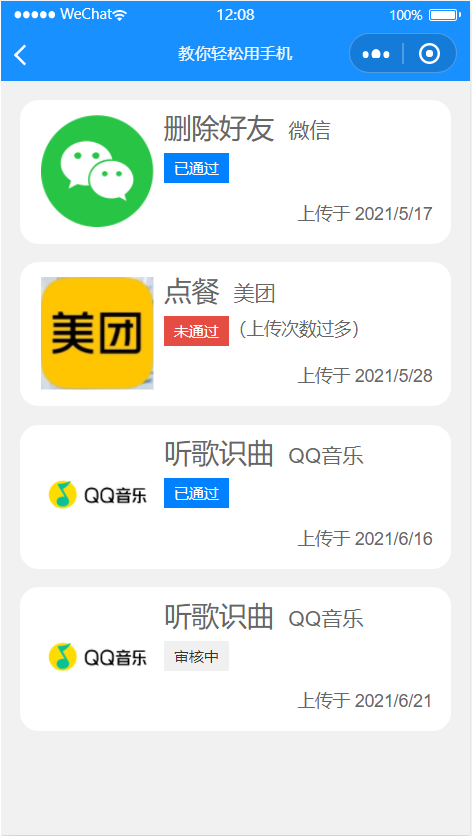 WeChat 12:08 100%
教你轻松用手机
删除好友 微信
已通过
上传于 2021/5/17
美团
点餐 美团
未通过 (上传次数过多)
上传于 2021/5/28
听歌识曲 QQ音乐
QQ音乐 已通过
上传于 2021/6/16
听歌识曲 QQ音乐
QQ音乐 审核中
上传于 2021/6/21